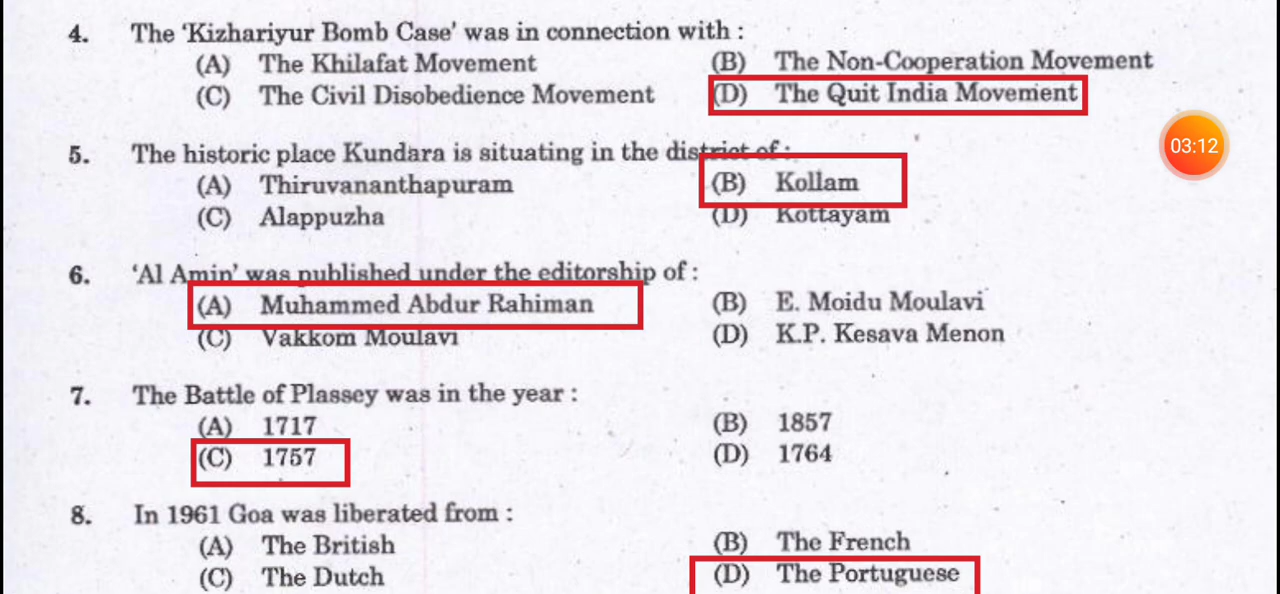 4. The 'Kizhariyur Bomb Case' was in connection with :
(A) The Khilafat Movement (B) The Non-Cooperation Movement
(C) The Civil Disobedience Movement (D) The Quit India Movement
5. The historic place Kundara is situating in the district of :
(A) Thiruvananthapuram (B) Kollam
(C) Alappuzha (D) Kottayam
6. 'Al Amin' was published under the editorship of :
(A) Muhammed Abdur Rahiman (B) E. Moidu Moulavi
(C) Vakkom Moulavi (D) K.P. Kesava Menon
7. The Battle of Plassey was in the year :
(A) 1717 (B) 1857
(C) 1757 (D) 1764
8. In 1961 Goa was liberated from :
(A) The British (B) The French
(C) The Dutch (D) The Portuguese
03:12